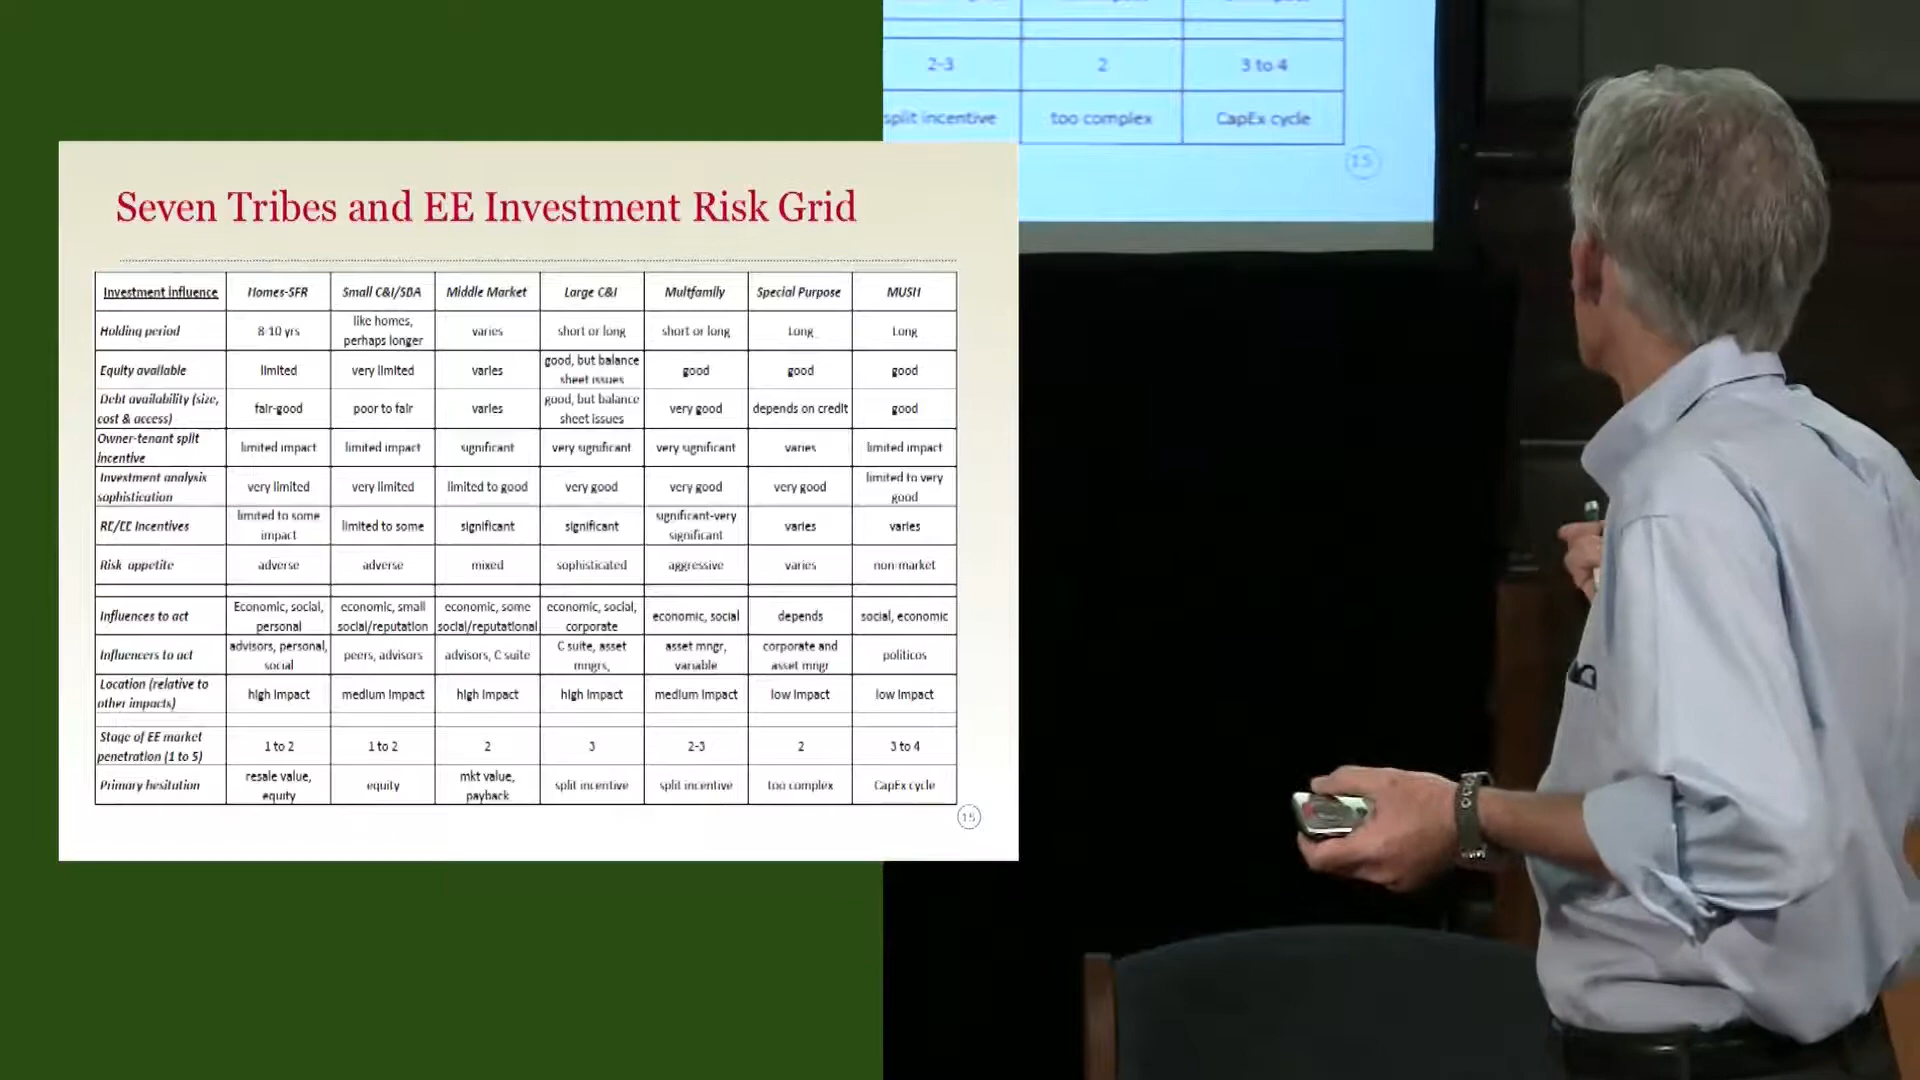 2-3 2 3 to 4
split incentive too complex CapEx cycle
15
Seven Tribes and EE Investment Risk Grid
Investment influence Homes-SFR Small C&I/SBA Middle Market Large C&I Multfamily Special Purpose MUSH
Holding period 8-10 yrs like homes, perhaps longer varies short or long short or long Long Long
Equity available limited very limited varies good, but balance sheet issues good good good
Debt availability (size, cost & access) fair-good poor to fair varies good, but balance sheet issues very good depends on credit good
Owner-tenant split incentive limited impact limited impact significant very significant very significant varies limited impact
Investment analysis sophistication very limited very limited limited to good very good very good very good limited to very good
RE/EE Incentives limited to some impact limited to some significant significant significant-very significant varies varies
Risk appetite adverse adverse mixed sophisticated aggressive varies non-market
Influences to act Economic, social, personal economic, small social/reputation economic, some social/reputational economic, social, corporate economic, social depends social, economic
Influencers to act advisors, personal, social peers, advisors advisors, C suite C suite, asset mngrs, asset mngr, variable corporate and asset mngr politicos
Location (relative to other impacts) high impact medium impact high impact high impact medium impact low impact low impact
Stage of EE market penetration (1 to 5) 1 to 2 1 to 2 2 3 2-3 2 3 to 4
Primary hesitation resale value, equity equity mkt value, payback split incentive split incentive too complex CapEx cycle
15